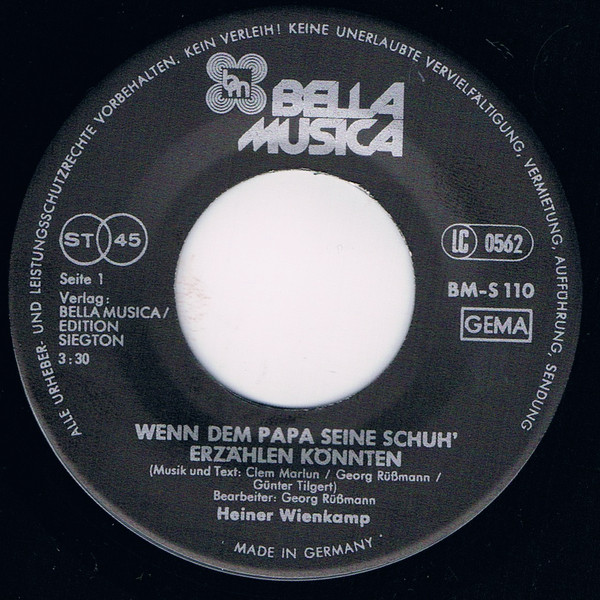 ALLE URHEBER- UND LEISTUNGSSCHUTZRECHTE VORBEHALTEN. KEIN VERLEIH! KEINE UNERLAUBTE VERVIELFÄLTIGUNG, VERMIETUNG, AUFFÜHRUNG, SENDUNG
bm
BELLA
MUSICA
ST 45
LC 0562
Seite 1
BM-S 110
Verlag:
BELLA MUSICA/
EDITION
SIEGTON
GEMA
3:30
WENN DEM PAPA SEINE SCHUH'
ERZÄHLEN KÖNNTEN
(Musik und Text: Clem Marlun / Georg Rüßmann /
Günter Tilgert)
Bearbeiter: Georg Rüßmann
Heiner Wienkamp
· MADE IN GERMANY ·